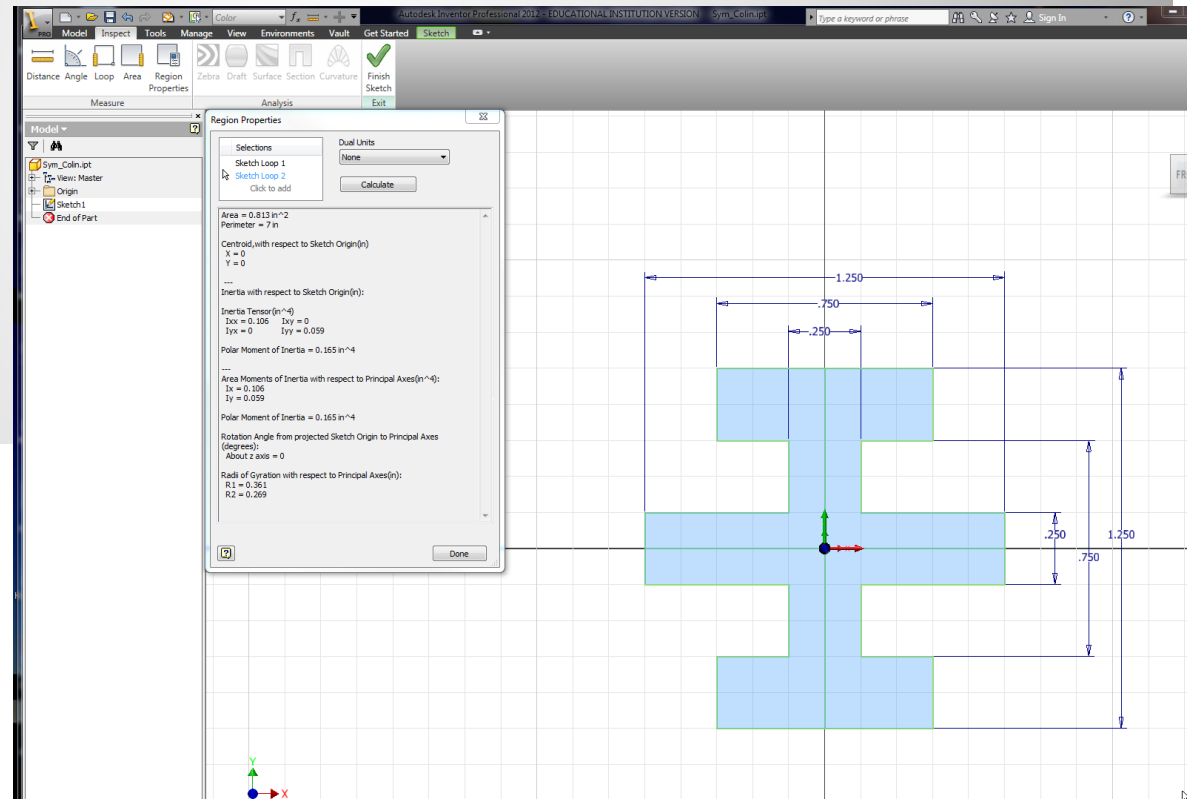 Color
Autodesk Inventor Professional 2012 - EDUCATIONAL INSTITUTION VERSION Sym_Colin.ipt
Type a keyword or phrase
Sign In
PRO Model Inspect Tools Manage View Environments Vault Get Started Sketch
Distance Angle Loop Area Region Properties Zebra Draft Surface Section Curvature Finish Sketch
Measure Analysis Exit
Model
Sym_Colin.ipt
View: Master
Origin
Sketch1
End of Part
Region Properties
Selections
Sketch Loop 1
Sketch Loop 2
Click to add
Dual Units
None
Calculate
Area = 0.813 in^2
Perimeter = 7 in
Centroid,with respect to Sketch Origin(in)
X = 0
Y = 0
---
Inertia with respect to Sketch Origin(in):
Inertia Tensor(in^4)
Ixx = 0.106 Ixy = 0
Iyx = 0 Iyy = 0.059
Polar Moment of Inertia = 0.165 in^4
---
Area Moments of Inertia with respect to Principal Axes(in^4):
Ix = 0.106
Iy = 0.059
Polar Moment of Inertia = 0.165 in^4
Rotation Angle from projected Sketch Origin to Principal Axes
(degrees):
About z axis = 0
Radii of Gyration with respect to Principal Axes(in):
R1 = 0.361
R2 = 0.269
Done
FR
1.250
.750
.250
.250
1.250
.750
Y
X